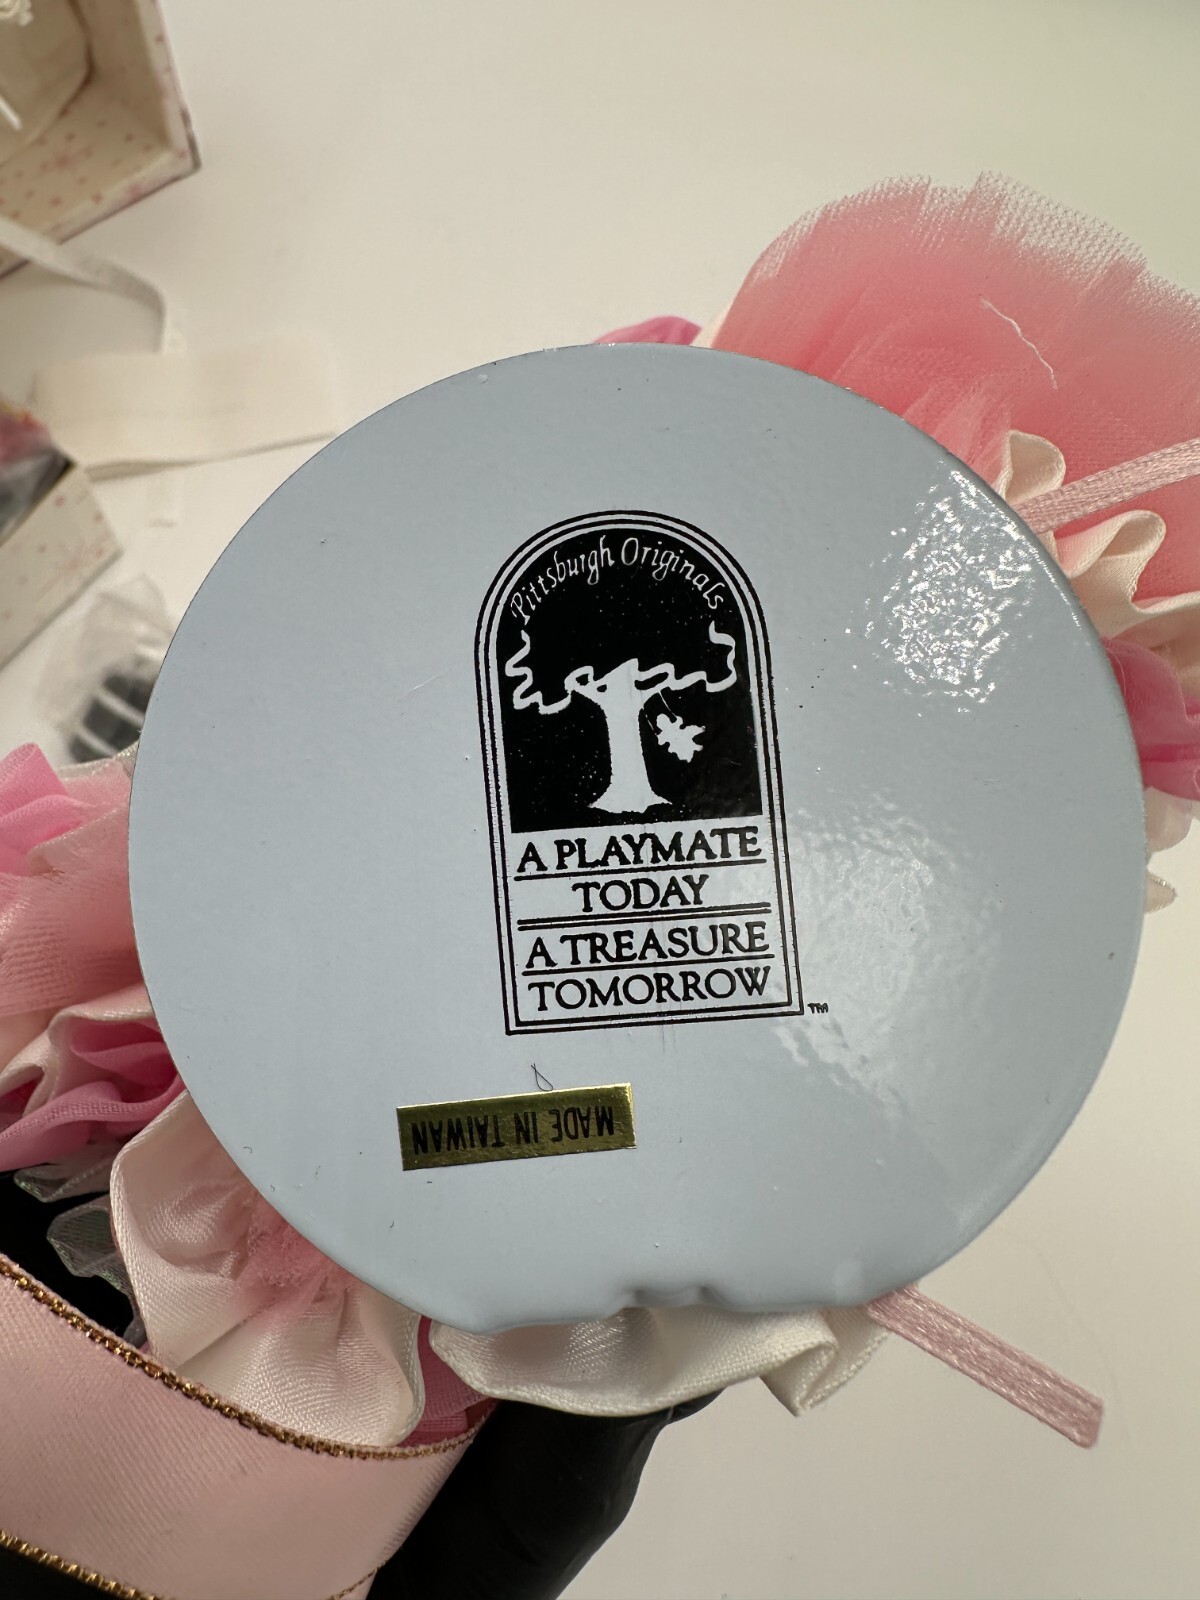 Pittsburgh Originals
A PLAYMATE
TODAY
A TREASURE
TOMORROW
TM
MADE IN TAIWAN